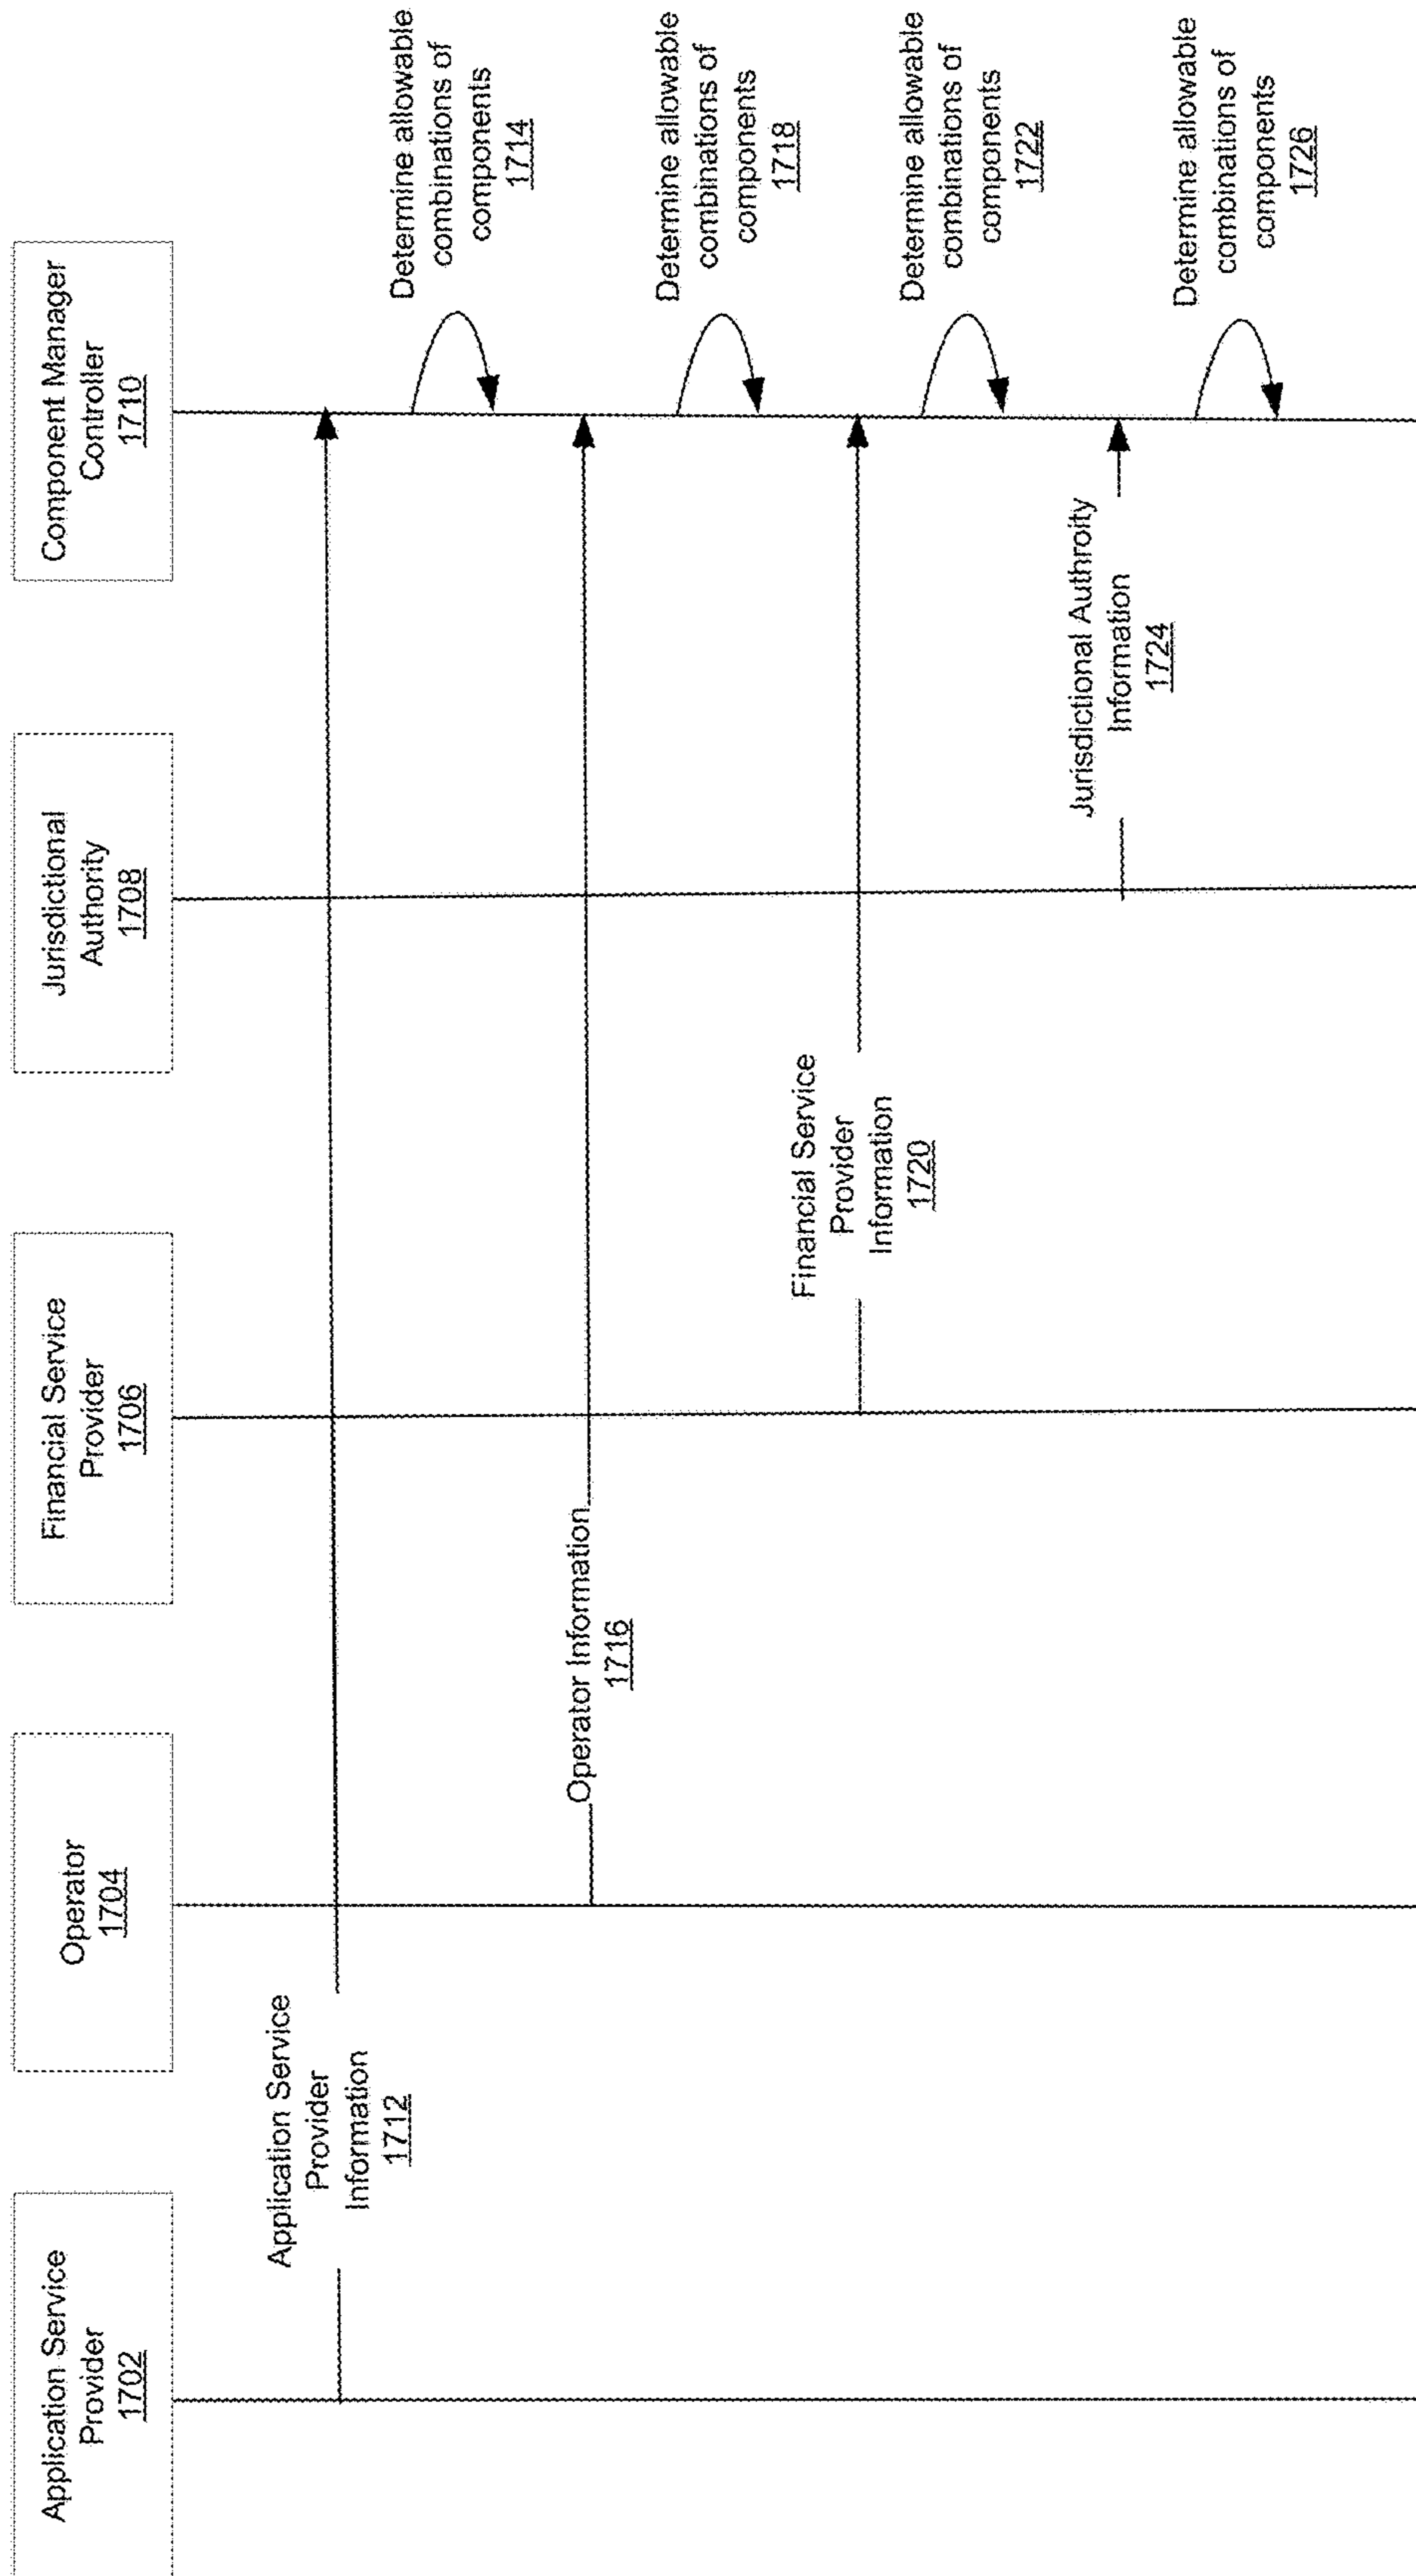 Application Service
Provider
1702
Operator
1704
Financial Service
Provider
1706
Jurisdictional
Authority
1708
Component Manager
Controller
1710
Application Service
Provider
Information
1712
Determine allowable
combinations of
components
1714
Operator Information
1716
Determine allowable
combinations of
components
1718
Financial Service
Provider
Information
1720
Determine allowable
combinations of
components
1722
Jurisdictional Authroity
Information
1724
Determine allowable
combinations of
components
1726